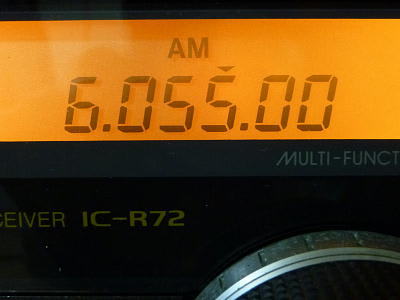 AM
6.055.00
MULTI-FUNCT
CEIVER IC-R72